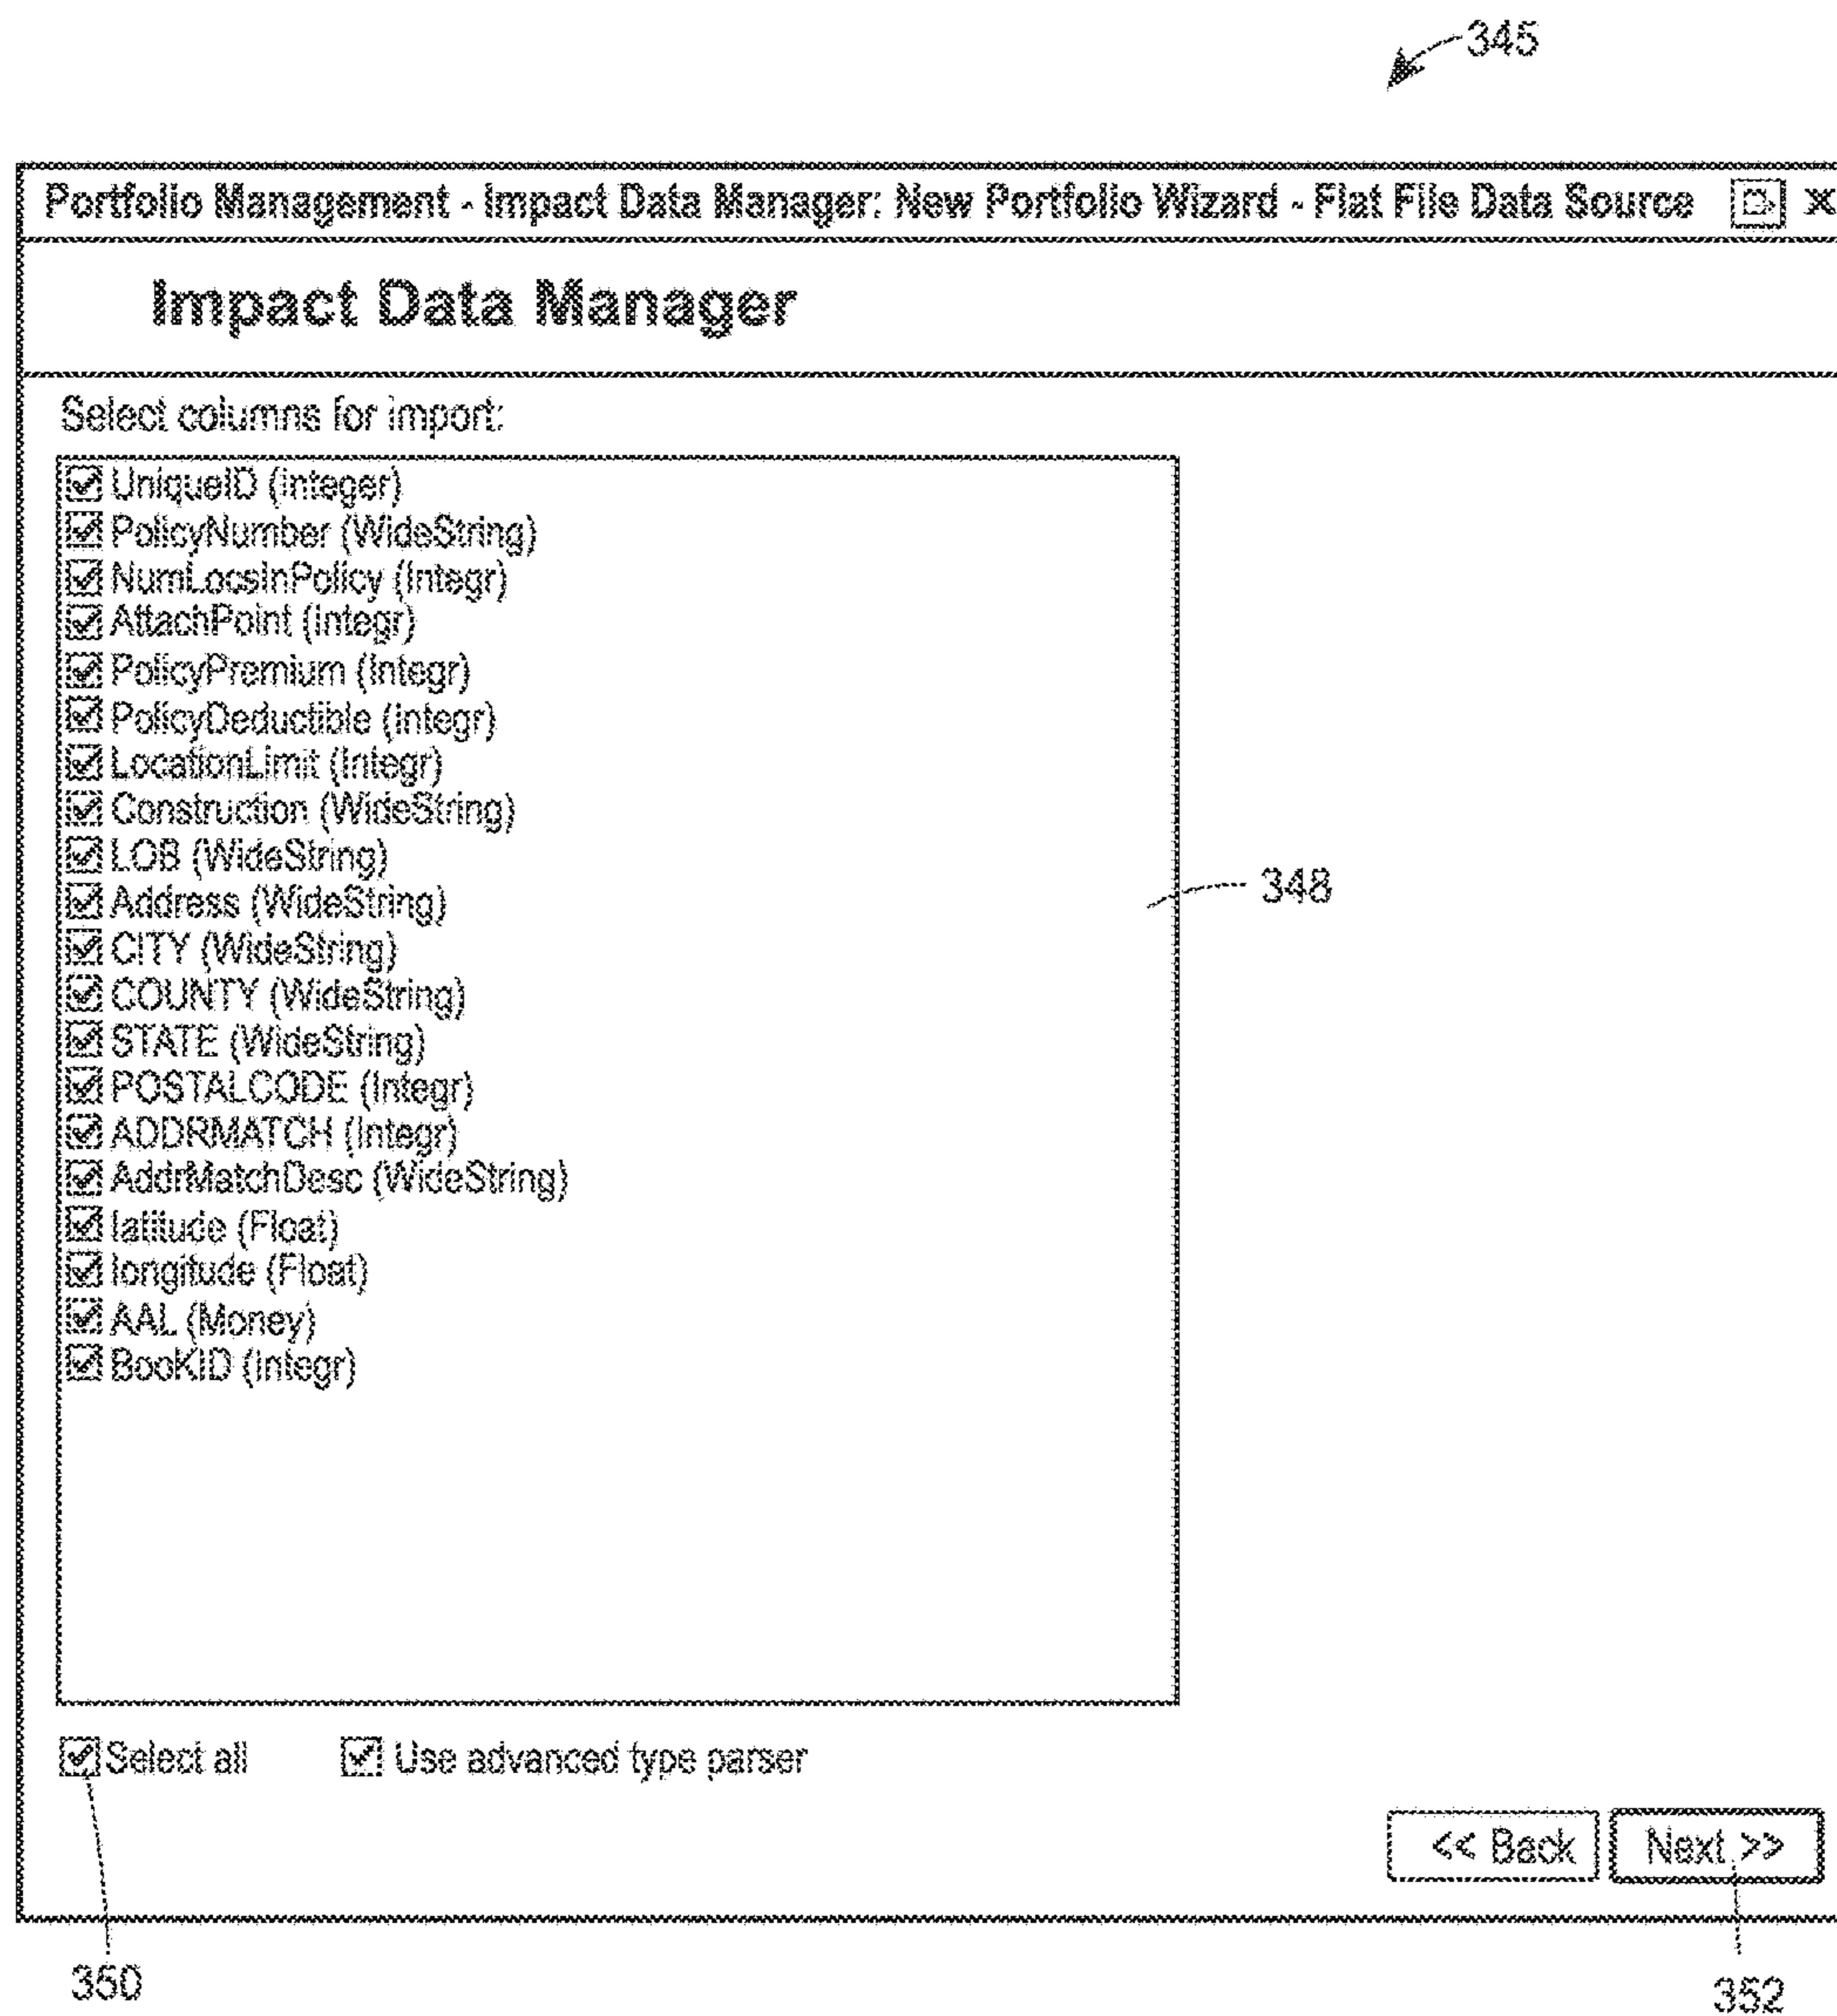 345
Portfolio Management - Impact Data Manager: New Portfolio Wizard - Flat File Data Source X
Impact Data Manager
Select columns for import:
UniqueID (Integer)
PolicyNumber (WideString)
NumLocsInPolicy (Integr)
AttachPoint (Integr)
PolicyPremium (Integr)
PolicyDeductible (Integr)
LocationLimit (Integr)
Construction (WideString)
LOB (WideString)
Address (WideString)
348
CITY (WideString)
COUNTY (WideString)
STATE (WideString)
POSTALCODE (Integr)
ADDRMATCH (Integr)
AddrMatchDesc (WideString)
latitude (Float)
longitude (Float)
AAL (Money)
BooKID (Integr)
Select all Use advanced type parser
<< Back Next >>
350 352